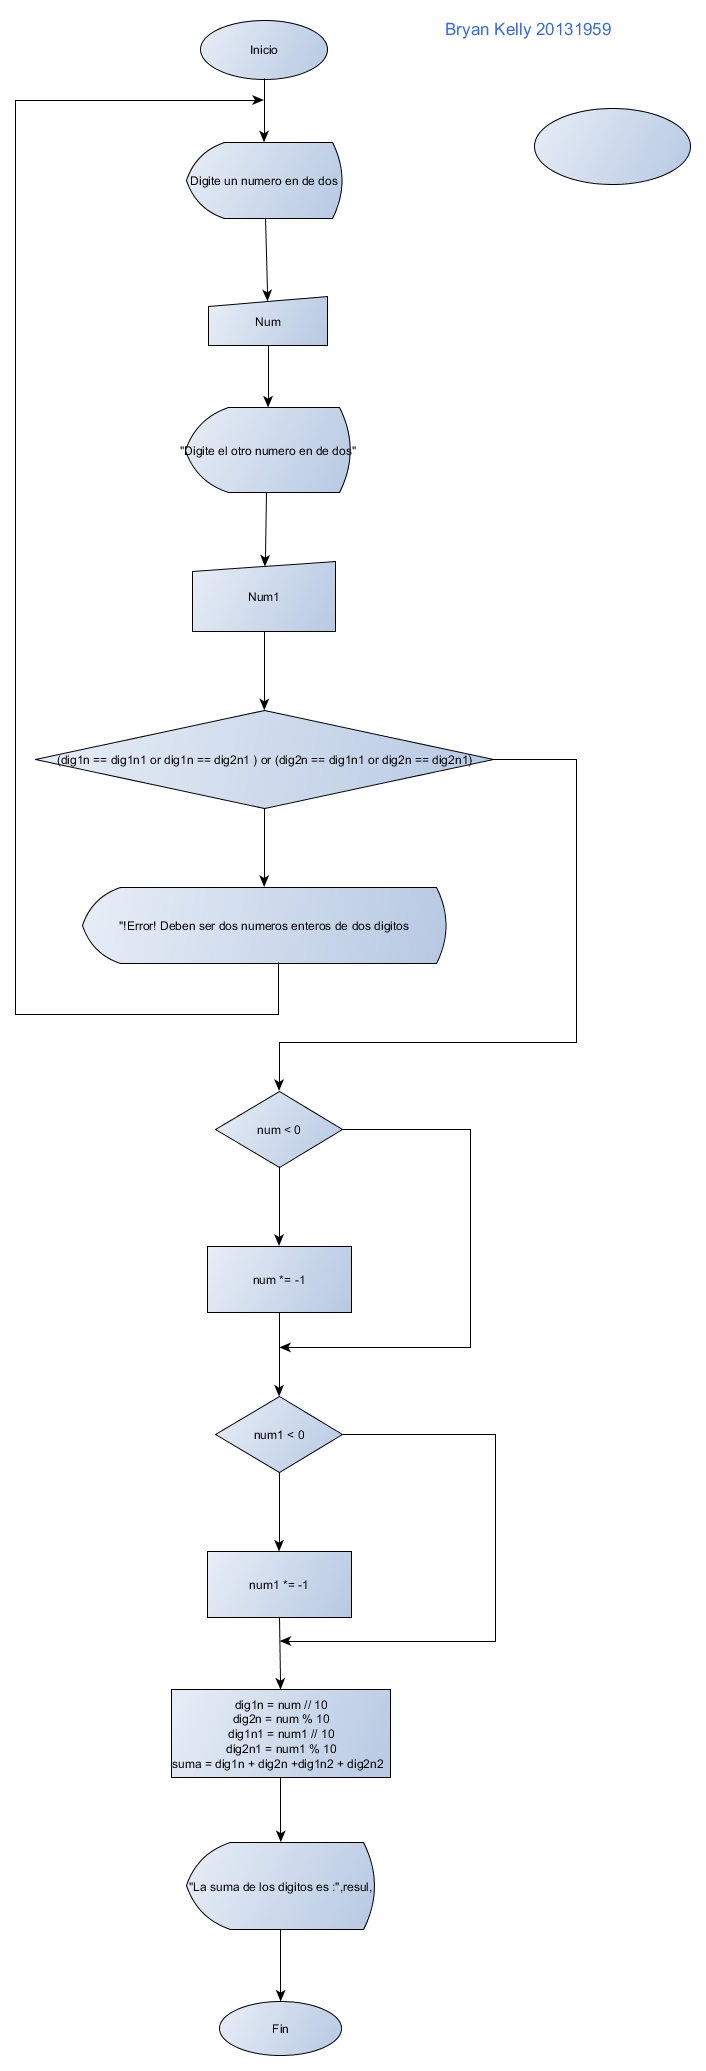 Bryan Kelly 20131959
Inicio
Digite un numero en de dos
Num
"Digite el otro numero en de dos"
Num1
(dig1n == dig1n1 or dig1n == dig2n1 ) or (dig2n == dig1n1 or dig2n == dig2n1)
"!Error! Deben ser dos numeros enteros de dos digitos
num < 0
num *= -1
num1 < 0
num1 *= -1
dig1n = num // 10
dig2n = num % 10
dig1n1 = num1 // 10
dig2n1 = num1 % 10
suma = dig1n + dig2n +dig1n2 + dig2n2
"La suma de los digitos es :",resul,
Fin